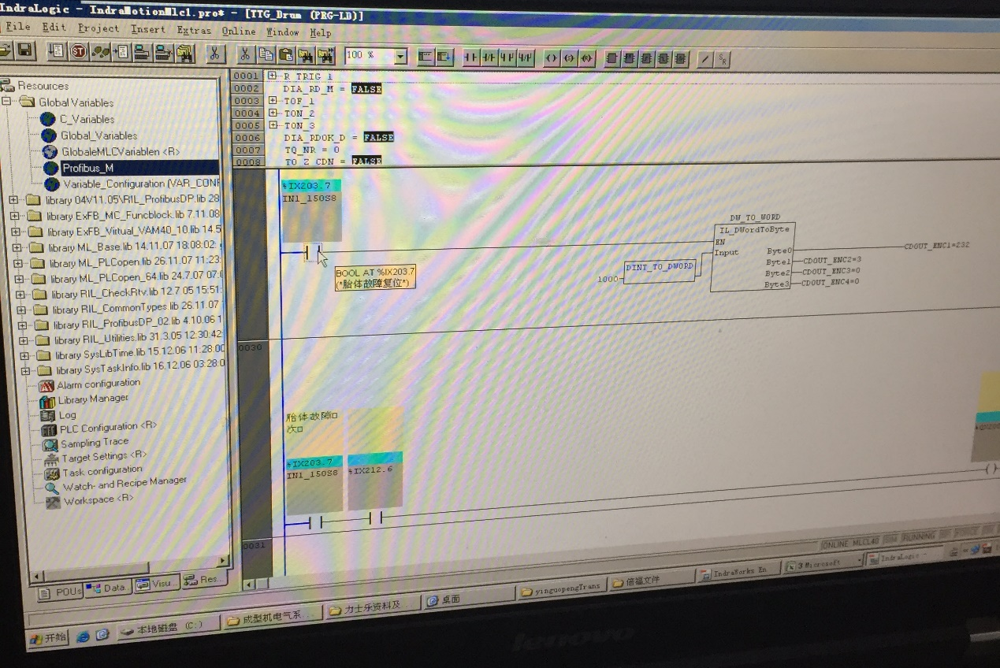 IndraLogic - IndraMotionMlc1.pro* - [TTG_Drum (PRG-LD)]
File Edit Project Insert Extras Online Window Help
100 %
Resources
Global Variables
C_Variables
Global_Variables
GlobaleMLCVariablen <R>
Profibus_M
Variable_Configuration (VAR_CONF
library 04V11.05\RIL_ProfibusDP.lib 28
library ExFB_MC_Funcblock.lib 7.11.08
library ExFB_Virtual_VAM40_10.lib 14.5
library ML_Base.lib 14.11.07 18:08:02:
library ML_PLCopen.lib 26.11.07 11:23:
library ML_PLCopen_64.lib 24.7.07 07:0
library RIL_CheckRtv.lib 12.7.05 15:51:
library RIL_CommonTypes.lib 26.11.07
library RIL_ProfibusDP_02.lib 4.10.06 1
library RIL_Utilities.lib 31.3.05 12:30:42
library SysLibTime.lib 15.12.06 11:28:00
library SysTaskInfo.lib 16.12.06 03:28:0
Alarm configuration
Library Manager
Log
PLC Configuration <R>
Sampling Trace
Target Settings <R>
Task configuration
Watch- and Recipe Manager
Workspace <R>
POUs Data... Visu... Res...
0001 R_TRIG_1
0002 DIA_RD_M = FALSE
0003 TOF_1
0004 TON_2
0005 TON_3
0006 DIA_RDOK_D = FALSE
0007 TQ_NR = 0
0008 TO_Z_CDN = FALSE
%IX203.7
IN1_150S8
BOOL AT %IX203.7
(*胎体故障复位*)
DW_TO_WORD
IL_DWordToByte
EN
Input
Byte0
Byte1
Byte2
Byte3
1000
DINT_TO_DWORD
CDOUT_ENC1=232
CDOUT_ENC2=3
CDOUT_ENC3=0
CDOUT_ENC4=0
0030
胎体故障□
次□
%IX203.7
IN1_150S8
%IX212.6
0031
ONLINE MLCL40 SIM RUNNING BP FORCE
开始
本地磁盘 (C:)
成型机电气系...
力士乐资料及
桌面
yinguopengTrans
倍福文件
IndraWorks En
3 Microsoft
IndraLogic -
lenovo